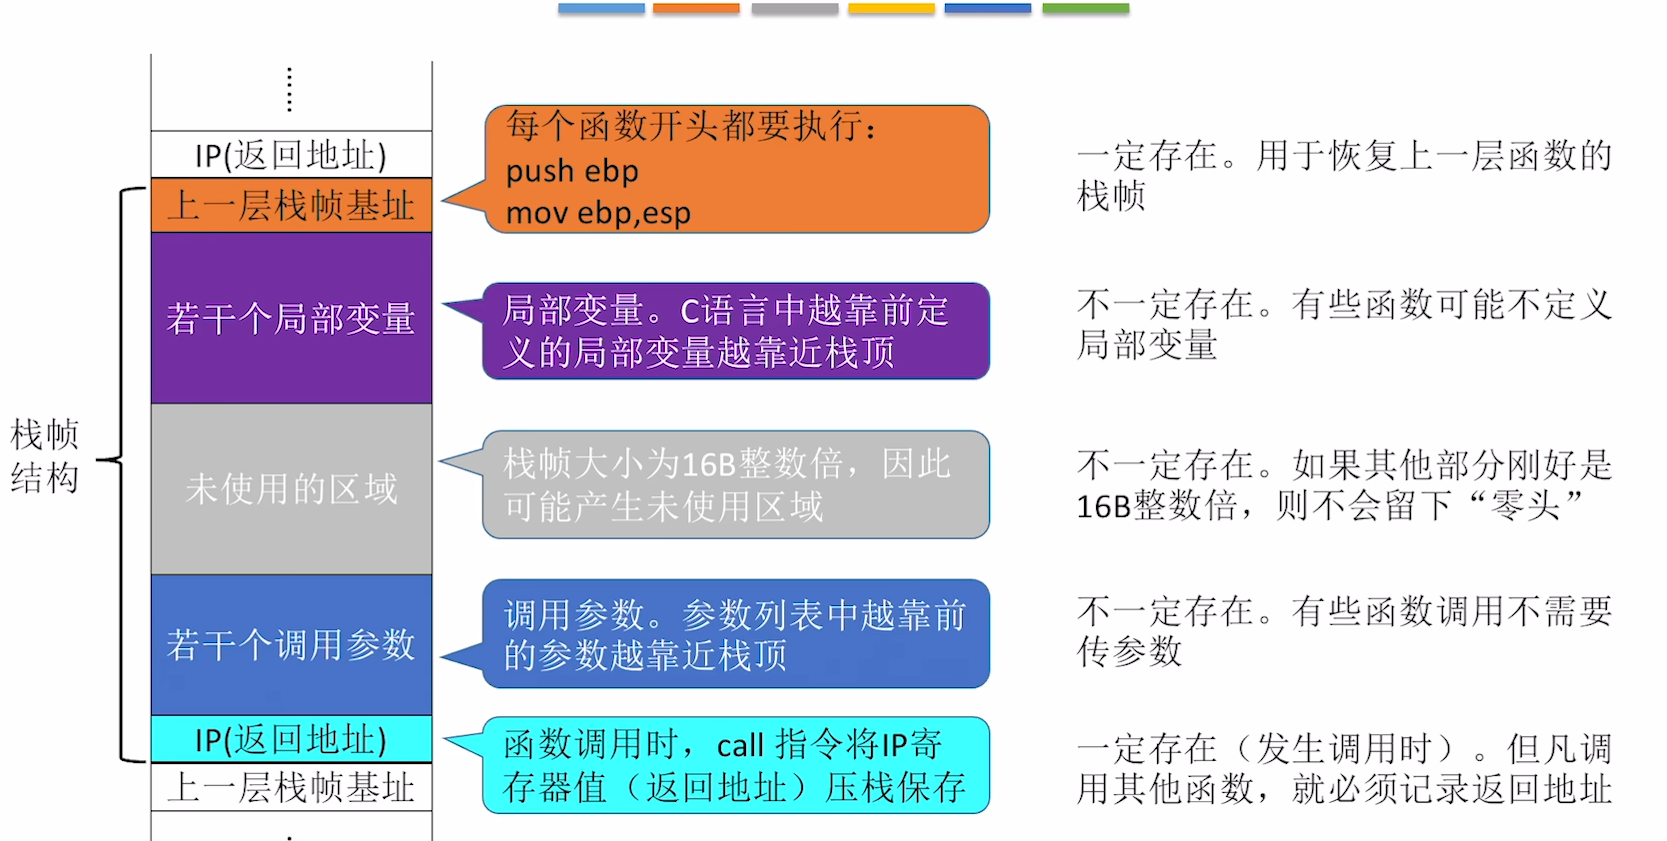 IP(返回地址)
上一层栈帧基址
若干个局部变量
未使用的区域
若干个调用参数
IP(返回地址)
上一层栈帧基址
栈帧
结构
每个函数开头都要执行：
push ebp
mov ebp,esp
一定存在。用于恢复上一层函数的
栈帧
局部变量。C语言中越靠前定
义的局部变量越靠近栈顶
不一定存在。有些函数可能不定义
局部变量
栈帧大小为16B整数倍，因此
可能产生未使用区域
不一定存在。如果其他部分刚好是
16B整数倍，则不会留下“零头”
调用参数。参数列表中越靠前
的参数越靠近栈顶
不一定存在。有些函数调用不需要
传参数
函数调用时，call 指令将IP寄
存器值（返回地址）压栈保存
一定存在（发生调用时）。但凡调
用其他函数，就必须记录返回地址